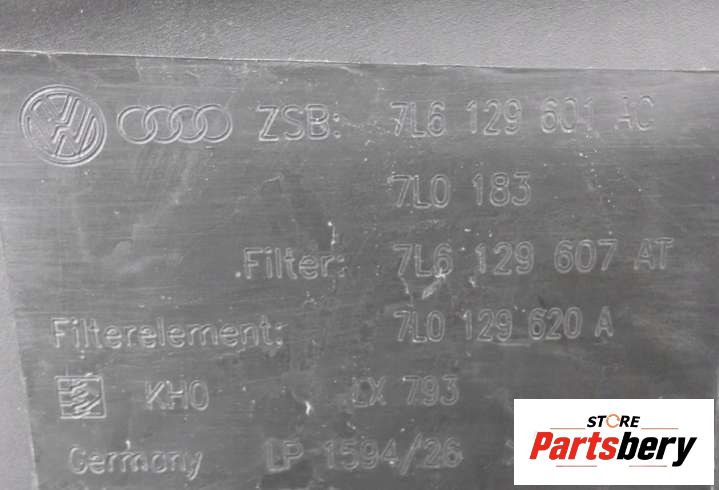 ZSB: 7L6 129 601 AC
7L0 183
Filter: 7L6 129 607 AT
Filterelement: 7L0 129 620 A
KHO LX 793
Germany LP 1594/26
STORE
Partsbery